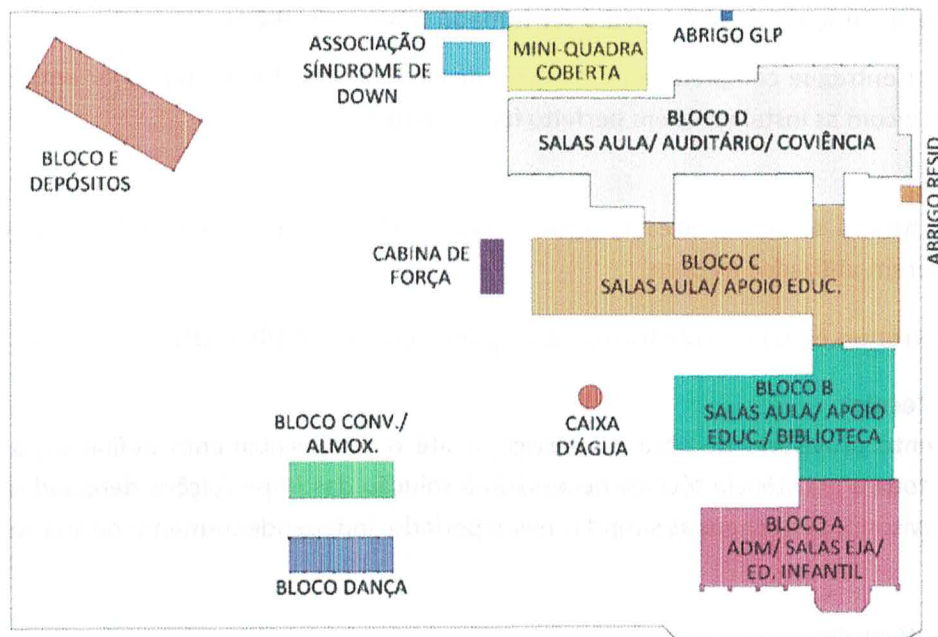 ASSOCIAÇÃO
SÍNDROME DE
DOWN
MINI-QUADRA
COBERTA
ABRIGO GLP
BLOCO D
SALAS AULA/ AUDITÁRIO/ COVIÊNCIA
BLOCO E
DEPÓSITOS
ABRIGO RESID
CABINA DE
FORÇA
BLOCO C
SALAS AULA/ APOIO EDUC.
BLOCO CONV./
ALMOX.
CAIXA
D'ÁGUA
BLOCO B
SALAS AULA/ APOIO
EDUC./ BIBLIOTECA
BLOCO DANÇA
BLOCO A
ADM/ SALAS EJA/
ED. INFANTIL